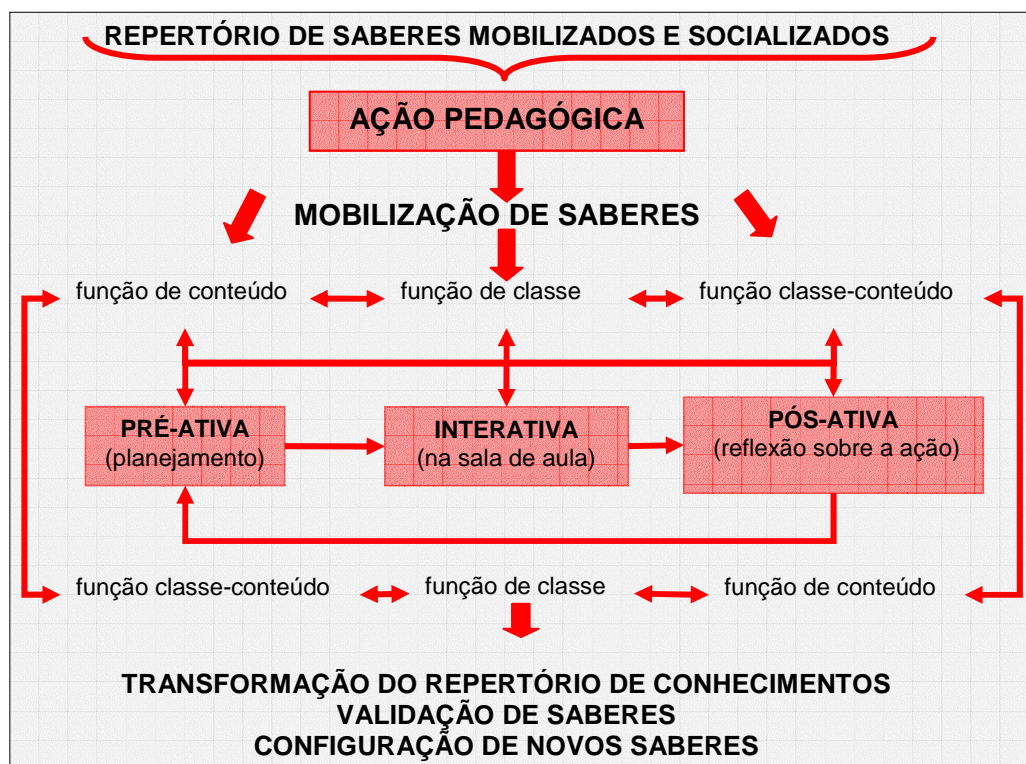 REPERTÓRIO DE SABERES MOBILIZADOS E SOCIALIZADOS
AÇÃO PEDAGÓGICA
MOBILIZAÇÃO DE SABERES
função de conteúdo
função de classe
função classe-conteúdo
PRÉ-ATIVA
(planejamento)
INTERATIVA
(na sala de aula)
PÓS-ATIVA
(reflexão sobre a ação)
função classe-conteúdo
função de classe
função de conteúdo
TRANSFORMAÇÃO DO REPERTÓRIO DE CONHECIMENTOS
VALIDAÇÃO DE SABERES
CONFIGURAÇÃO DE NOVOS SABERES